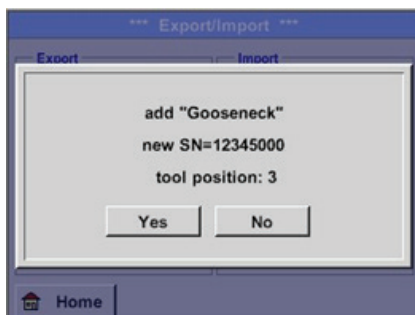 *** Export/Import ***
Export Import
add "Gooseneck"
new SN=12345000
tool position: 3
Yes No
Home